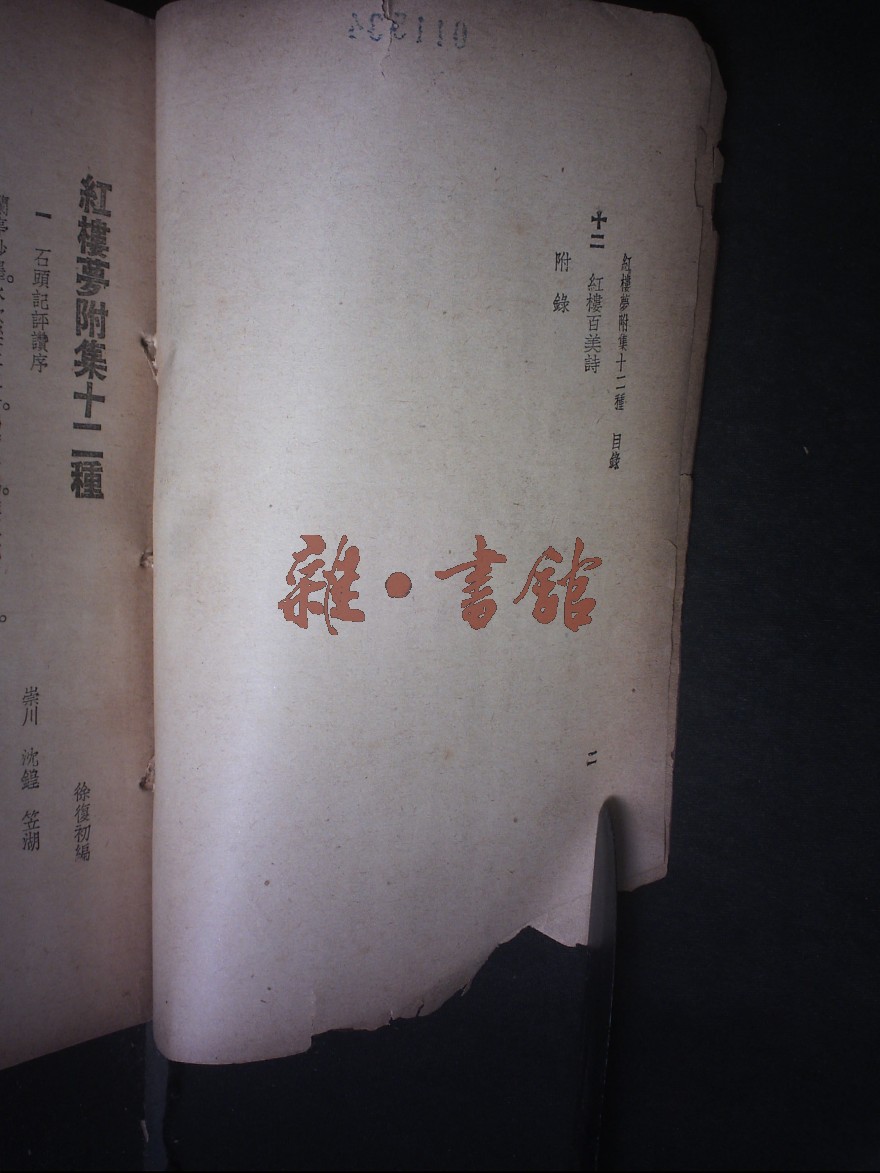 紅樓夢附集十二種 目錄
十二 紅樓百美詩
附錄
二
雜·書館
紅樓夢附集十二種
徐復初編
一 石頭記評讚序
崇川 沈鍠 笠湖